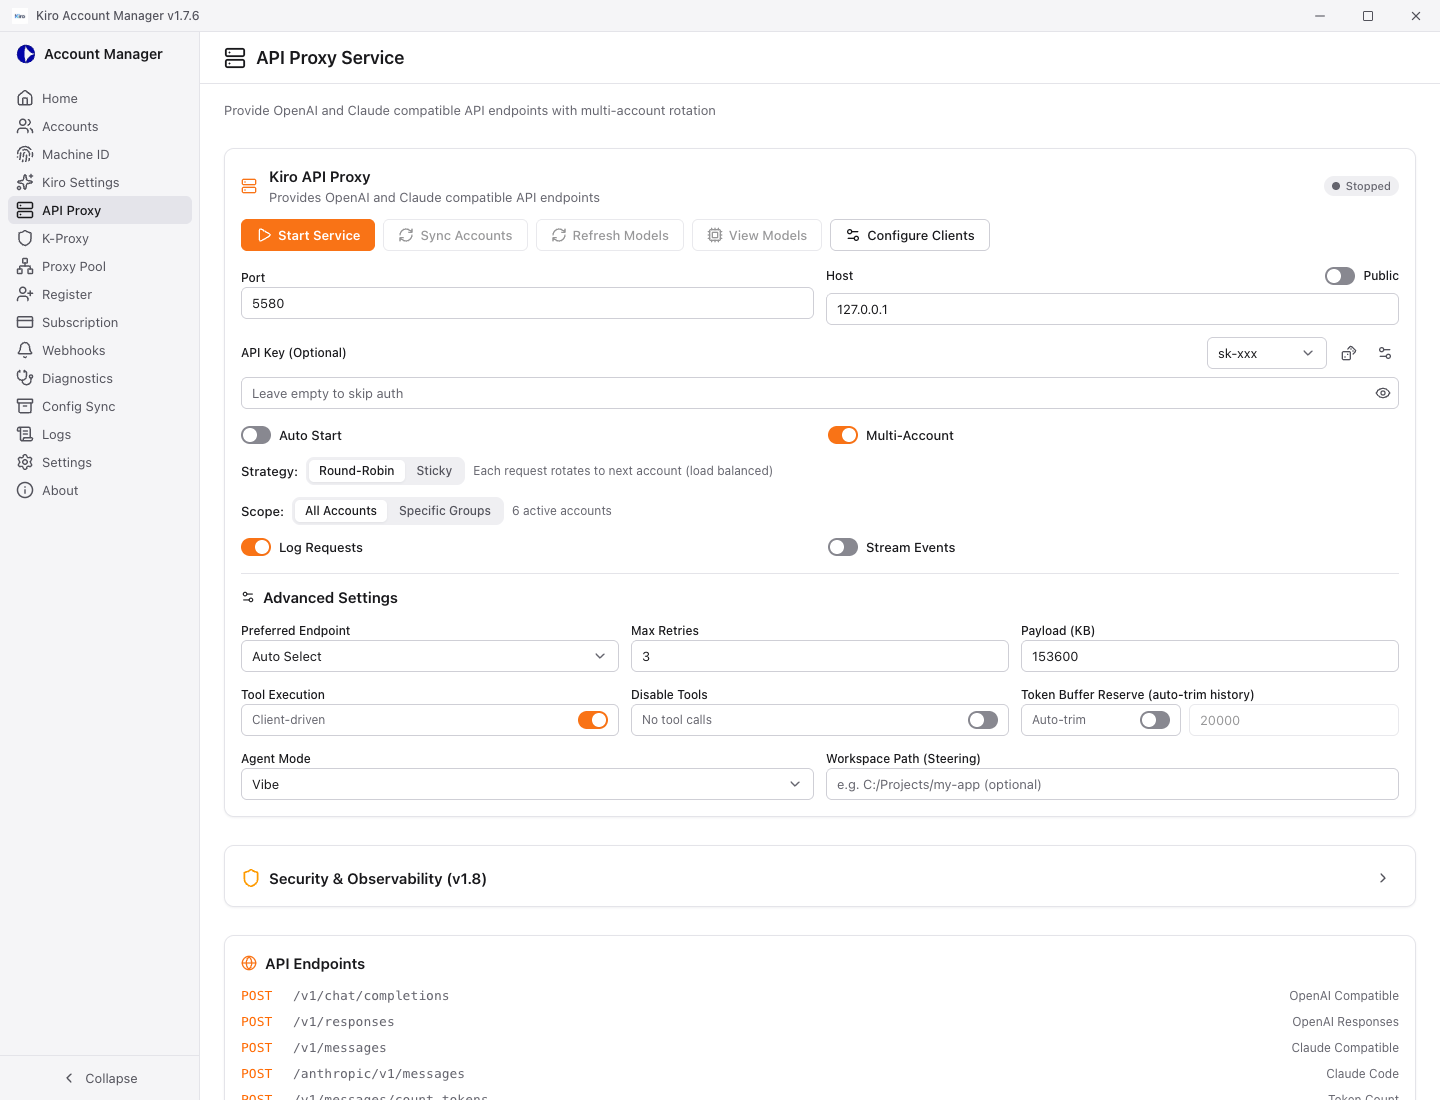 Kiro Account Manager v1.7.6
Account Manager
Home
Accounts
Machine ID
Kiro Settings
API Proxy
K-Proxy
Proxy Pool
Register
Subscription
Webhooks
Diagnostics
Config Sync
Logs
Settings
About
Collapse
API Proxy Service
Provide OpenAI and Claude compatible API endpoints with multi-account rotation
Kiro API Proxy
Provides OpenAI and Claude compatible API endpoints
Stopped
Start Service Sync Accounts Refresh Models View Models Configure Clients
Port
5580
Host Public
127.0.0.1
API Key (Optional) sk-xxx
Leave empty to skip auth
Auto Start Multi-Account
Strategy: Round-Robin Sticky Each request rotates to next account (load balanced)
Scope: All Accounts Specific Groups 6 active accounts
Log Requests Stream Events
Advanced Settings
Preferred Endpoint Max Retries Payload (KB)
Auto Select 3 153600
Tool Execution Disable Tools Token Buffer Reserve (auto-trim history)
Client-driven No tool calls Auto-trim 20000
Agent Mode Workspace Path (Steering)
Vibe e.g. C:/Projects/my-app (optional)
Security & Observability (v1.8)
API Endpoints
POST /v1/chat/completions OpenAI Compatible
POST /v1/responses OpenAI Responses
POST /v1/messages Claude Compatible
POST /anthropic/v1/messages Claude Code
POST /v1/messages/count_tokens Token Count